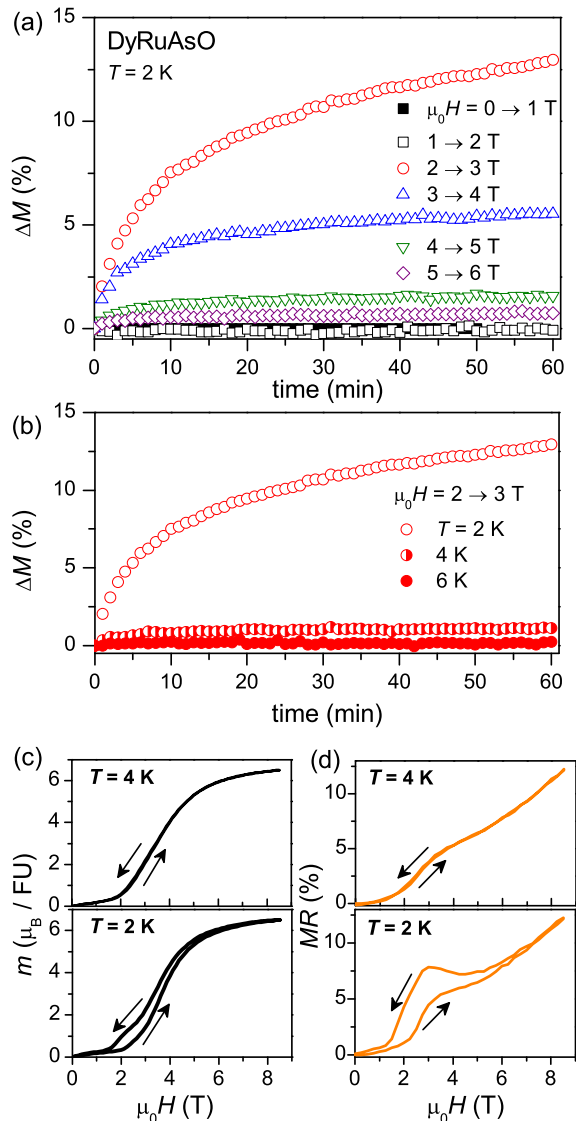 (a)
DyRuAsO
T = 2 K
μ₀H = 0 → 1 T
1 → 2 T
2 → 3 T
3 → 4 T
4 → 5 T
5 → 6 T
ΔM (%)
15
10
5
0
0 10 20 30 40 50 60
time (min)
(b)
μ₀H = 2 → 3 T
T = 2 K
4 K
6 K
ΔM (%)
15
10
5
0
0 10 20 30 40 50 60
time (min)
(c)
T = 4 K
6
4
2
0
T = 2 K
6
4
2
0
m (μB / FU)
0 2 4 6 8
μ₀H (T)
(d)
T = 4 K
10
5
0
T = 2 K
10
5
0
MR (%)
0 2 4 6 8
μ₀H (T)